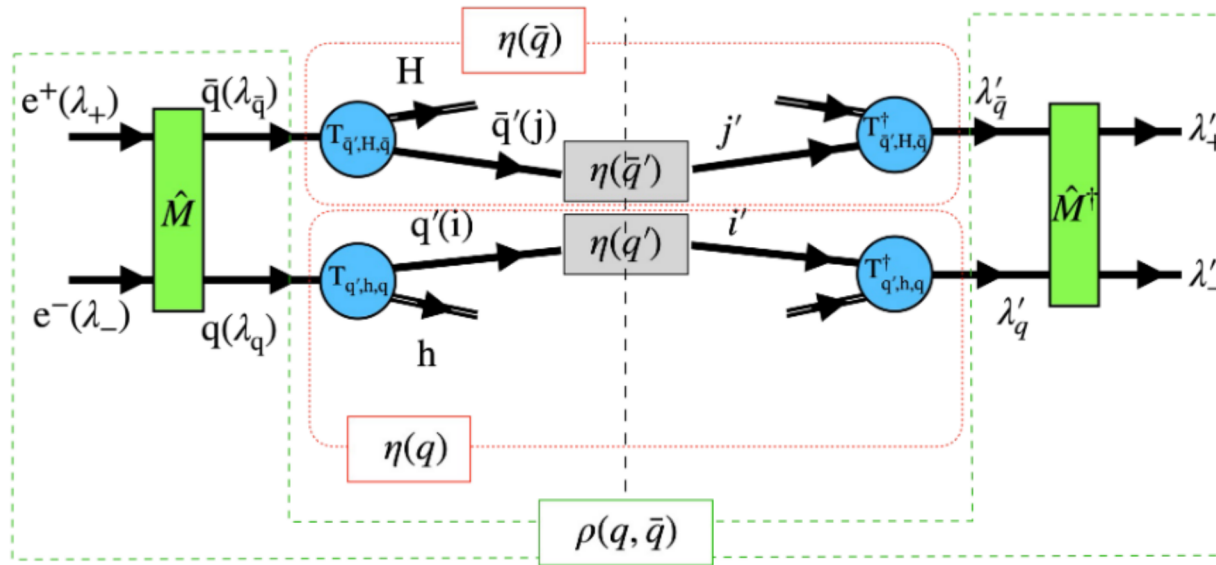 η(q̄)
H
e⁺(λ₊) q̄(λ_q̄) T_q̄′,H,q̄ q̄′(j) η(q̄′) j′ T†_q̄′,H,q̄ λ′_q̄ λ′₊
M̂ M̂†
e⁻(λ₋) q(λ_q) T_q′,h,q q′(i) η(q′) i′ T†_q′,h,q λ′_q λ′₋
h
η(q)
ρ(q, q̄)